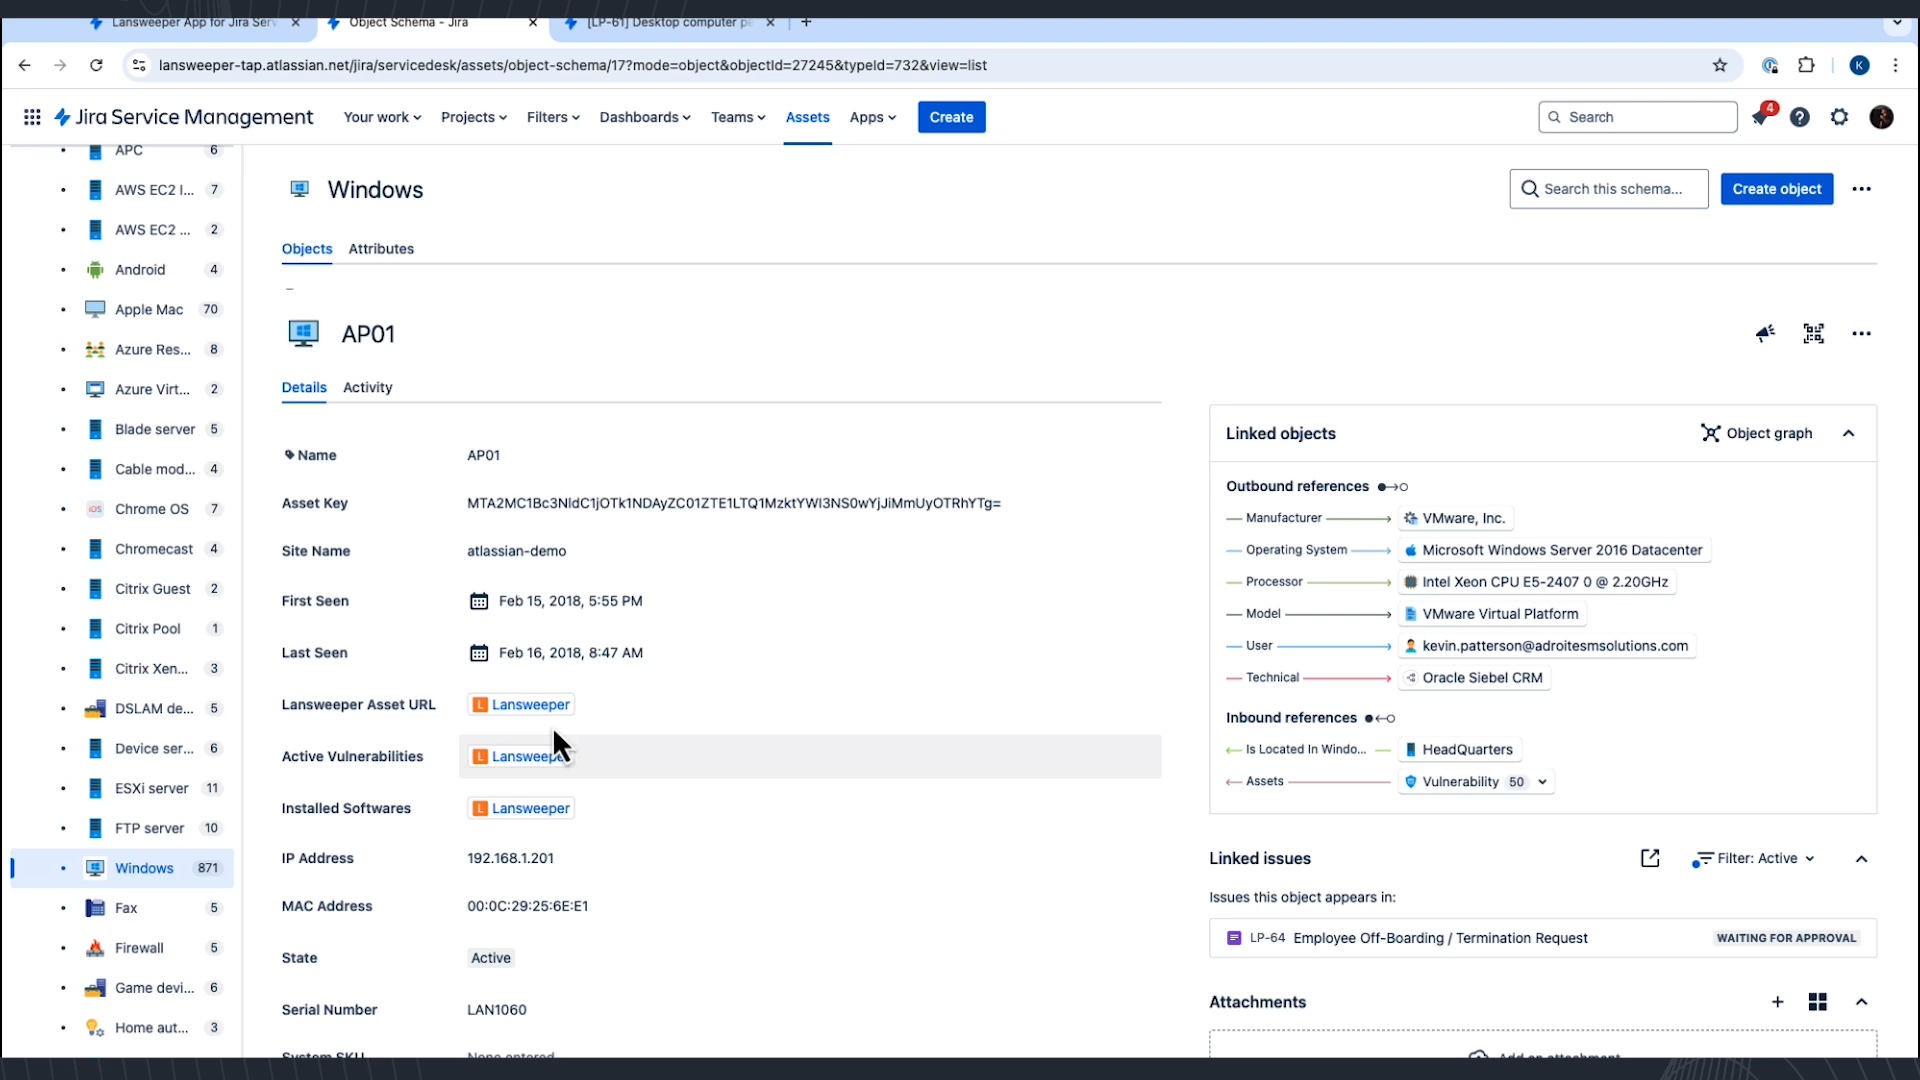 Lansweeper App for Jira Serv
Object Schema - Jira
[LP-61] Desktop computer pe
lansweeper-tap.atlassian.net/jira/servicedesk/assets/object-schema/17?mode=object&objectId=27245&typeId=732&view=list
K
Jira Service Management
Your work
Projects
Filters
Dashboards
Teams
Assets
Apps
Create
Search
4
APC 6
AWS EC2 I... 7
AWS EC2 ... 2
Android 4
Apple Mac 70
Azure Res... 8
Azure Virt... 2
Blade server 5
Cable mod... 4
iOS Chrome OS 7
Chromecast 4
Citrix Guest 2
Citrix Pool 1
Citrix Xen... 3
DSLAM de... 5
Device ser... 6
ESXi server 11
FTP server 10
Windows 871
Fax 5
Firewall 5
Game devi... 6
Home aut... 3
Windows
Search this schema...
Create object
Objects
Attributes
AP01
Details
Activity
Name AP01
Asset Key MTA2MC1Bc3NldC1jOTk1NDAyZC01ZTE1LTQ1MzktYWI3NS0wYjJiMmUyOTRhYTg=
Site Name atlassian-demo
First Seen Feb 15, 2018, 5:55 PM
Last Seen Feb 16, 2018, 8:47 AM
Lansweeper Asset URL L Lansweeper
Active Vulnerabilities L Lansweeper
Installed Softwares L Lansweeper
IP Address 192.168.1.201
MAC Address 00:0C:29:25:6E:E1
State Active
Serial Number LAN1060
System SKU None entered
Linked objects
Object graph
Outbound references
Manufacturer VMware, Inc.
Operating System Microsoft Windows Server 2016 Datacenter
Processor Intel Xeon CPU E5-2407 0 @ 2.20GHz
Model VMware Virtual Platform
User kevin.patterson@adroitesmsolutions.com
Technical Oracle Siebel CRM
Inbound references
Is Located In Windo... HeadQuarters
Assets Vulnerability 50
Linked issues
Filter: Active
Issues this object appears in:
LP-64 Employee Off-Boarding / Termination Request WAITING FOR APPROVAL
Attachments
Add an attachment